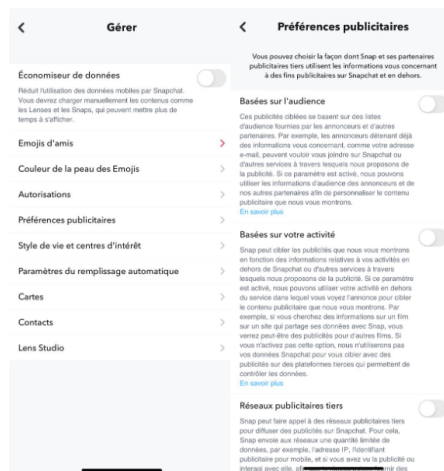 Gérer
Économiseur de données
Réduit l'utilisation des données mobiles par Snapchat.
Vous devrez charger manuellement les contenus comme
les Lenses et les Snaps, qui peuvent mettre plus de
temps à s'afficher.
Emojis d'amis
Couleur de la peau des Emojis
Autorisations
Préférences publicitaires
Style de vie et centres d'intérêt
Paramètres du remplissage automatique
Cartes
Contacts
Lens Studio
Préférences publicitaires
Vous pouvez choisir la façon dont Snap et ses partenaires
publicitaires tiers utilisent les informations vous concernant
à des fins publicitaires sur Snapchat et en dehors.
Basées sur l'audience
Ces publicités ciblées se basent sur des listes
d'audience fournies par les annonceurs et d'autres
partenaires. Par exemple, les annonceurs détenant déjà
des informations vous concernant, comme votre adresse
e-mail, peuvent vouloir vous joindre sur Snapchat ou
d'autres services à travers lesquels nous proposons de
la publicité. Si ce paramètre est activé, nous pouvons
utiliser les informations d'audience des annonceurs et de
nos autres partenaires afin de personnaliser le contenu
publicitaire que nous vous montrons.
En savoir plus
Basées sur votre activité
Snap peut cibler les publicités que nous vous montrons
en fonction des informations relatives à vos activités en
dehors de Snapchat ou d'autres services à travers
lesquels nous proposons de la publicité. Si ce paramètre
est activé, nous pouvons utiliser votre activité en dehors
du service dans lequel vous voyez l'annonce pour cibler
le contenu publicitaire que nous vous montrons. Par
exemple, si vous cherchez des informations sur un film
sur un site qui partage ses données avec Snap, vous
verrez peut-être des publicités pour d'autres films. Si
vous n'activez pas cette option, nous n'utiliserons pas
vos données Snapchat pour vous cibler avec des
publicités sur des plateformes tierces qui permettent de
contrôler les données.
En savoir plus
Réseaux publicitaires tiers
Snap peut faire appel à des réseaux publicitaires tiers
pour diffuser des publicités sur Snapchat. Pour cela,
Snap envoie aux réseaux une quantité limitée de
données, par exemple, l'adresse IP, l'identifiant
publicitaire pour mobile, et si vous avez vu la publicité ou
interagi avec elle, des